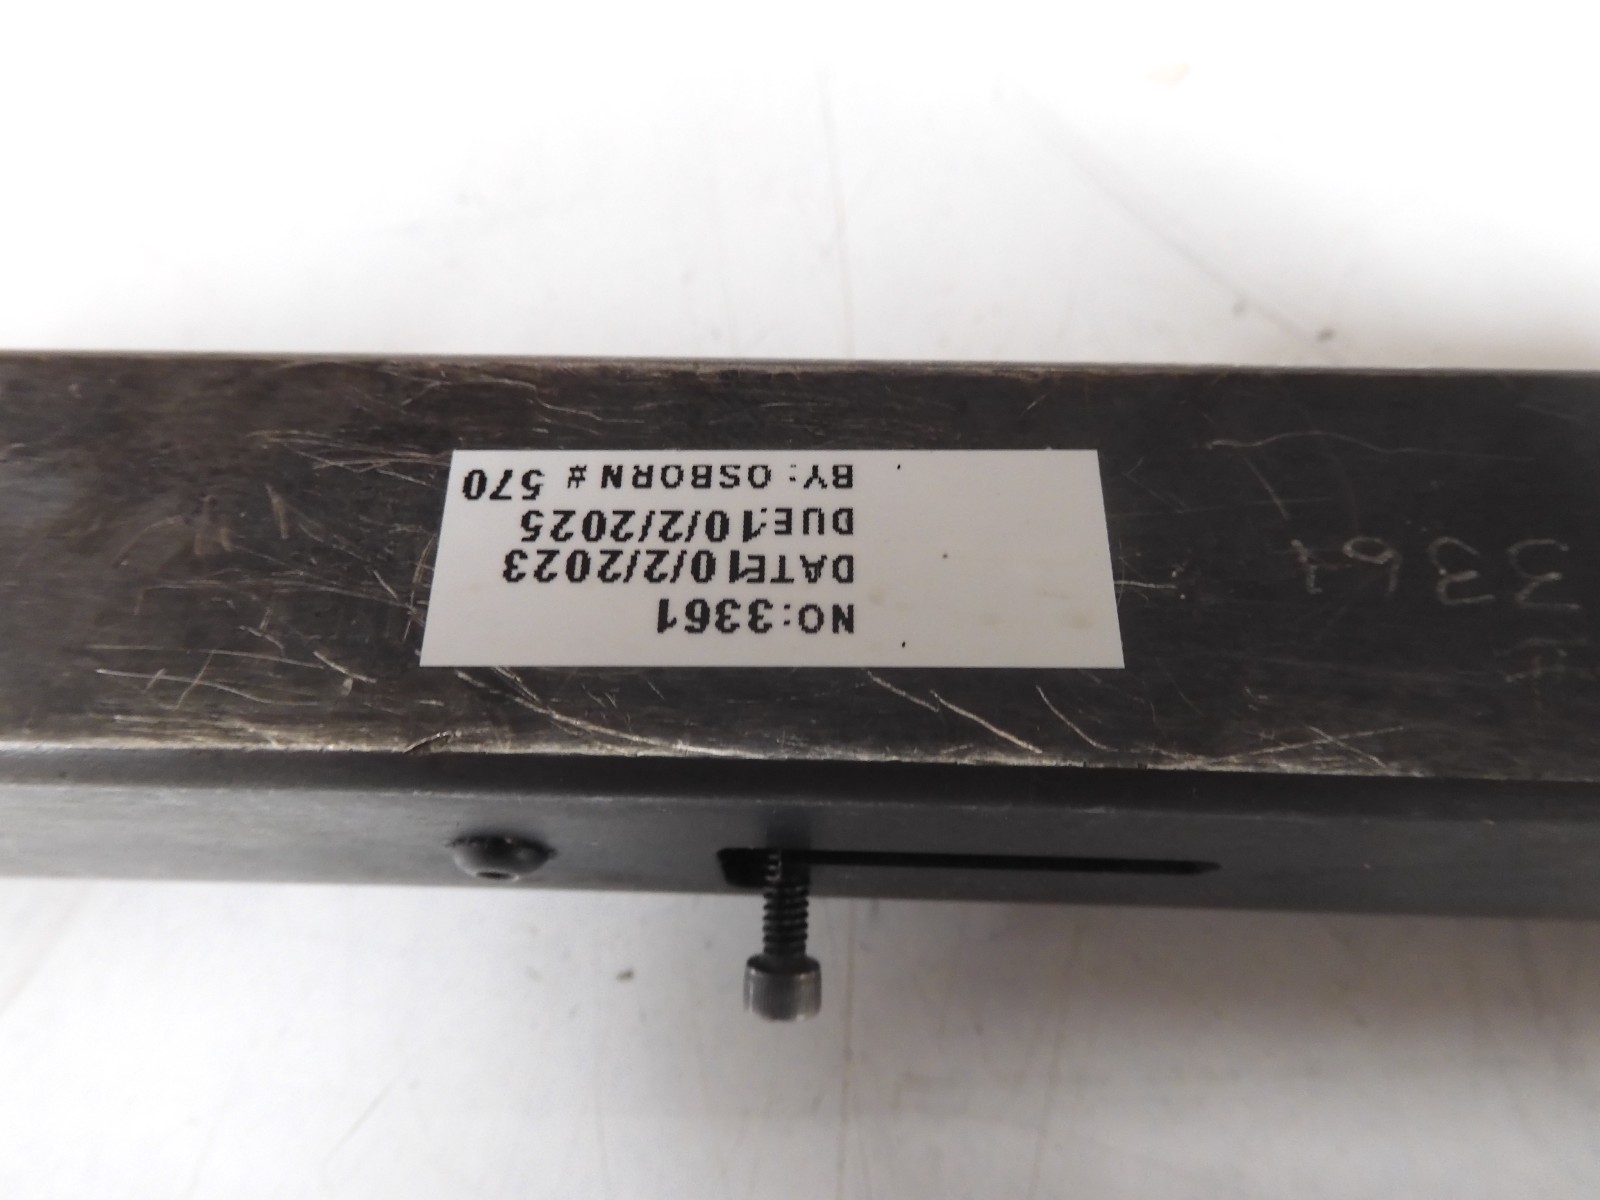 NO:3361
DATE10/2/2023
DUE:10/2/2025
BY: OSBORN # 570
3361